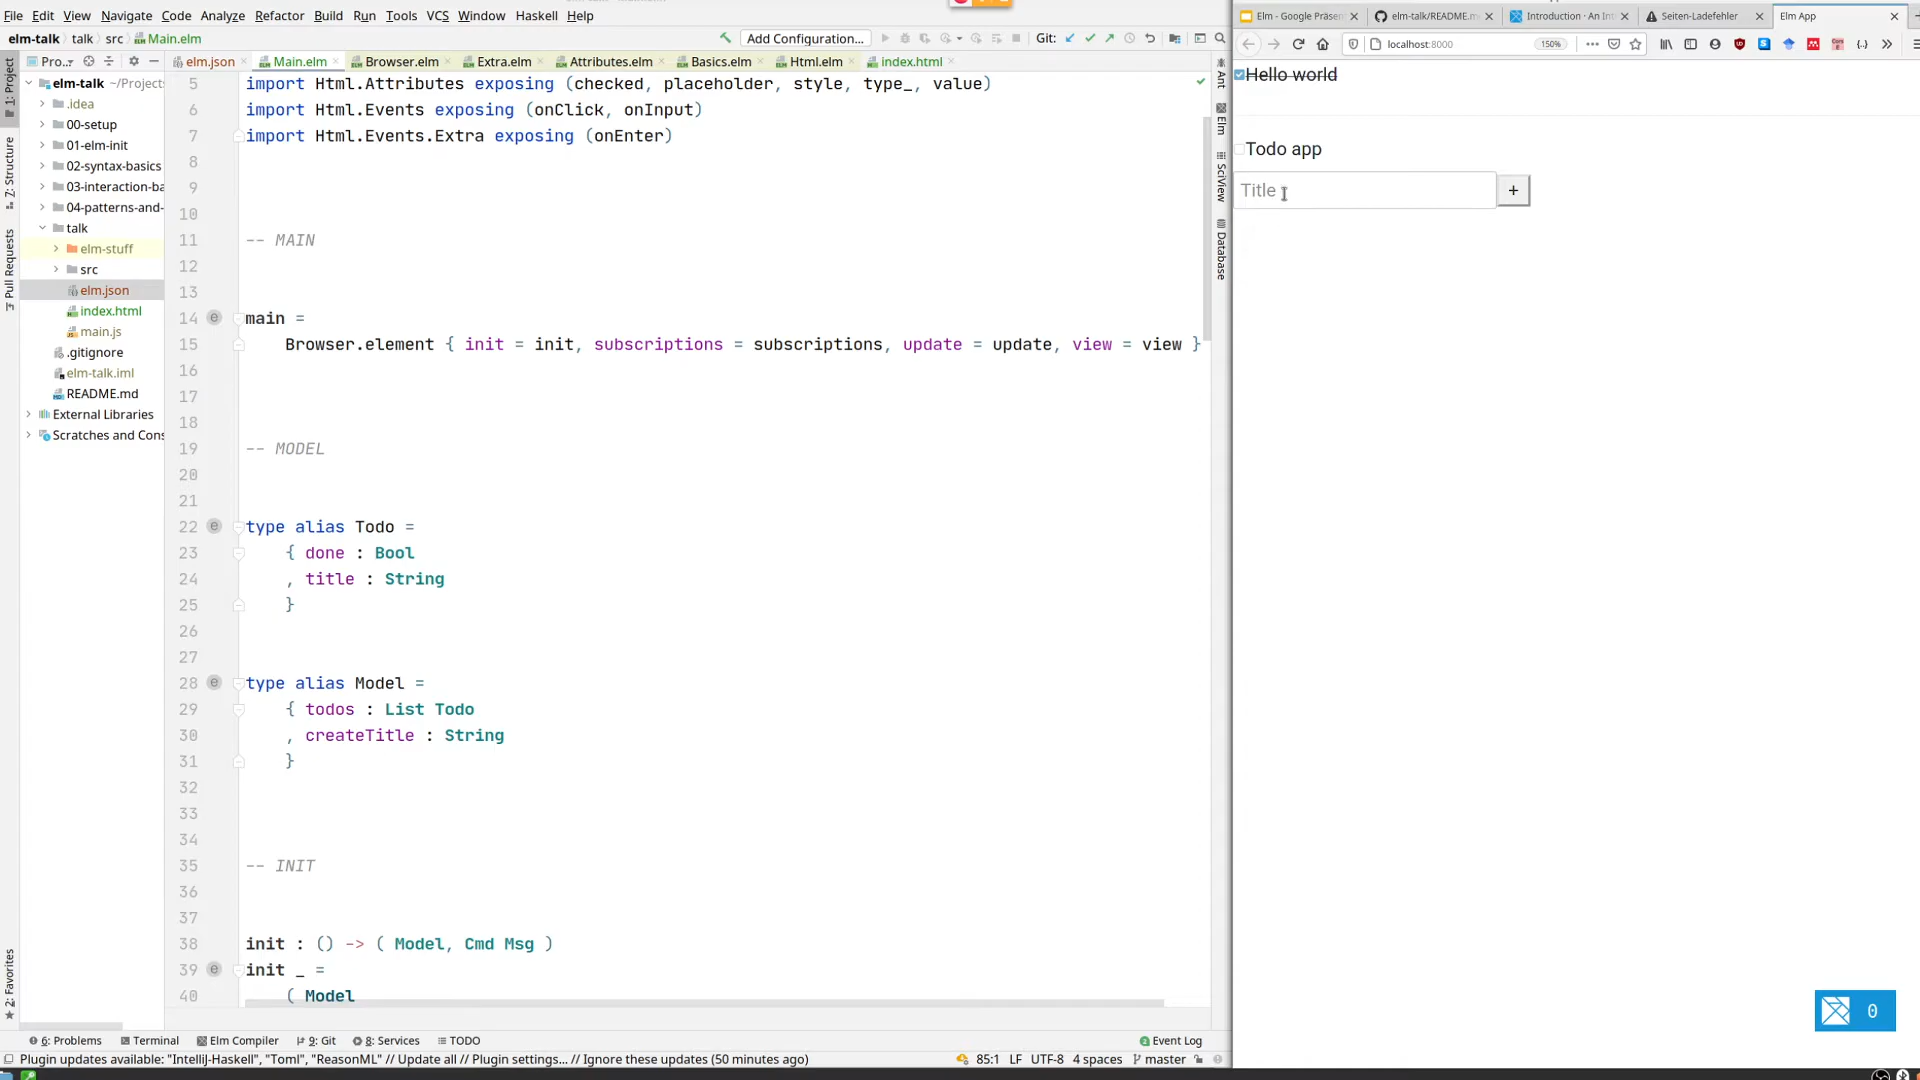 File Edit View Navigate Code Analyze Refactor Build Run Tools VCS Window Haskell Help
elm-talk talk src Main.elm
Add Configuration...
Git:
1: Project
Z: Structure
Pull Requests
2: Favorites
Pro...
elm-talk ~/Project
.idea
00-setup
01-elm-init
02-syntax-basics
03-interaction-ba
04-patterns-and-
talk
elm-stuff
src
elm.json
index.html
main.js
.gitignore
elm-talk.iml
README.md
External Libraries
Scratches and Con
elm.json Main.elm Browser.elm Extra.elm Attributes.elm Basics.elm Html.elm index.html
5 import Html.Attributes exposing (checked, placeholder, style, type_, value)
6 import Html.Events exposing (onClick, onInput)
7 import Html.Events.Extra exposing (onEnter)
8
9
10
11 -- MAIN
12
13
14 main =
15 Browser.element { init = init, subscriptions = subscriptions, update = update, view = view }
16
17
18
19 -- MODEL
20
21
22 type alias Todo =
23 { done : Bool
24 , title : String
25 }
26
27
28 type alias Model =
29 { todos : List Todo
30 , createTitle : String
31 }
32
33
34
35 -- INIT
36
37
38 init : () -> ( Model, Cmd Msg )
39 init _ =
40 ( Model
Ant
Elm
SciView
Database
6: Problems Terminal Elm Compiler 9: Git 8: Services TODO Event Log
Plugin updates available: "IntelliJ-Haskell", "Toml", "ReasonML" // Update all // Plugin settings... // Ignore these updates (50 minutes ago) 85:1 LF UTF-8 4 spaces master
Elm - Google Präsen elm-talk/README.m Introduction · An Int Seiten-Ladefehler Elm App
localhost:8000 150%
Hello world
Todo app
Title +
0